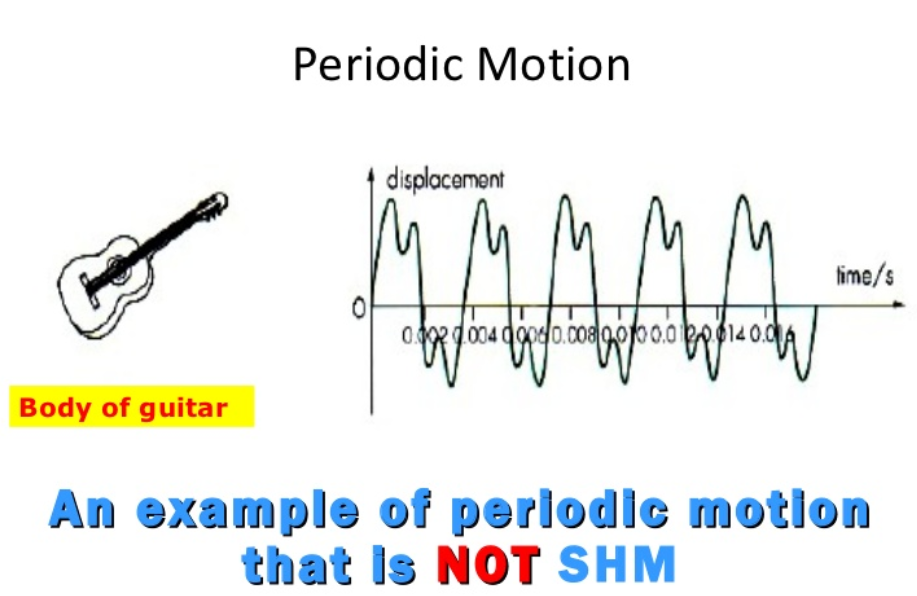 Periodic Motion
displacement
time/s
0
0.002 0.004 0.006 0.008 0.010 0.012 0.014 0.016
Body of guitar
An example of periodic motion
that is NOT SHM